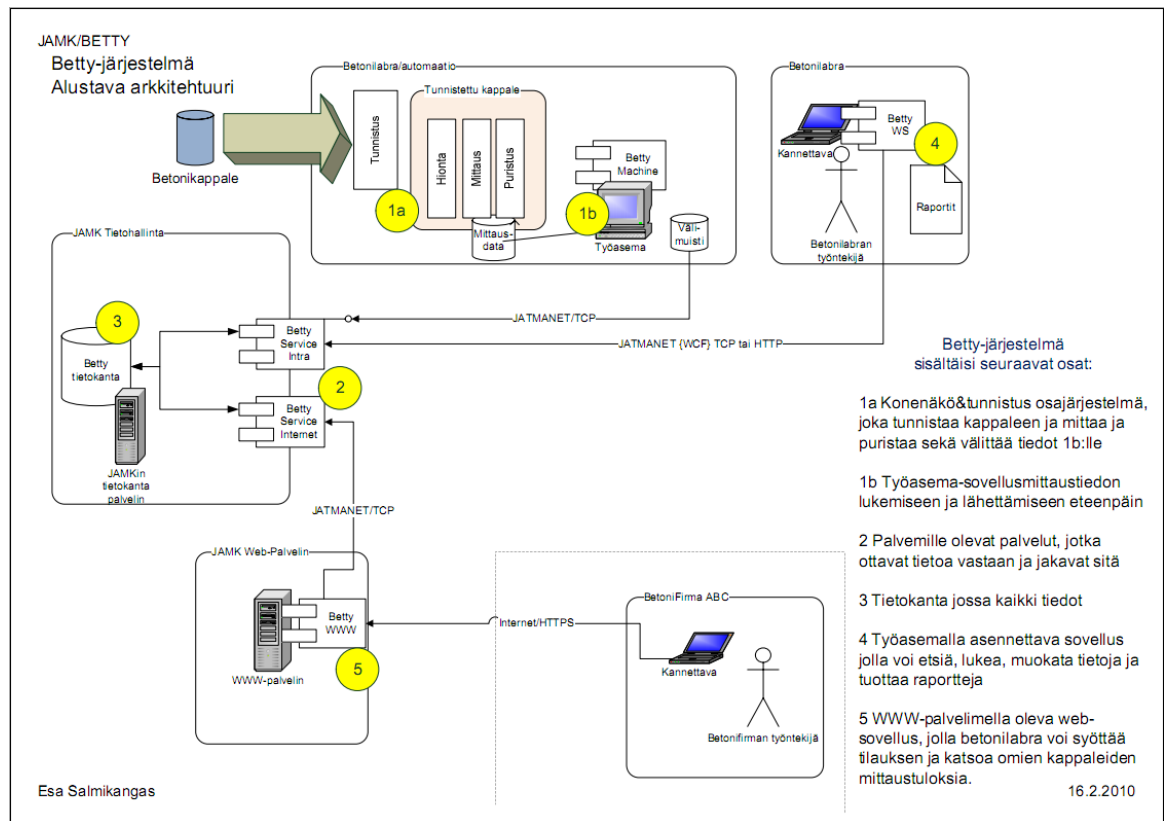 JAMK/BETTY
Betty-järjestelmä
Alustava arkkitehtuuri
Betonikappale
Betonilabra/automaatio
Tunnistus
Tunnistettu kappale
Hionta
Mittaus
Puristus
1a
Mittaus-
data
Betty
Machine
1b
Työasema
Väli-
muisti
Betonilabra
Betty
WS
4
Kannettava
Raportit
Betonilabran
työntekijä
JAMK Tietohallinta
3
Betty
tietokanta
JAMKin
tietokanta
palvelin
Betty
Service
Intra
2
Betty
Service
Internet
JATMANET/TCP
JATMANET {WCF} TCP tai HTTP
JATMANET/TCP
JAMK Web-Palvelin
Betty
WWW
WWW-palvelin
5
Internet/HTTPS
BetoniFirma ABC
Kannettava
Betonifirman työntekijä
Betty-järjestelmä
sisältäisi seuraavat osat:
1a Konenäkö&tunnistus osajärjestelmä,
joka tunnistaa kappaleen ja mittaa ja
puristaa sekä välittää tiedot 1b:lle
1b Työasema-sovellusmittaustiedon
lukemiseen ja lähettämiseen eteenpäin
2 Palvemille olevat palvelut, jotka
ottavat tietoa vastaan ja jakavat sitä
3 Tietokanta jossa kaikki tiedot
4 Työasemalla asennettava sovellus
jolla voi etsiä, lukea, muokata tietoja ja
tuottaa raportteja
5 WWW-palvelimella oleva web-
sovellus, jolla betonilabra voi syöttää
tilauksen ja katsoa omien kappaleiden
mittaustuloksia.
Esa Salmikangas
16.2.2010